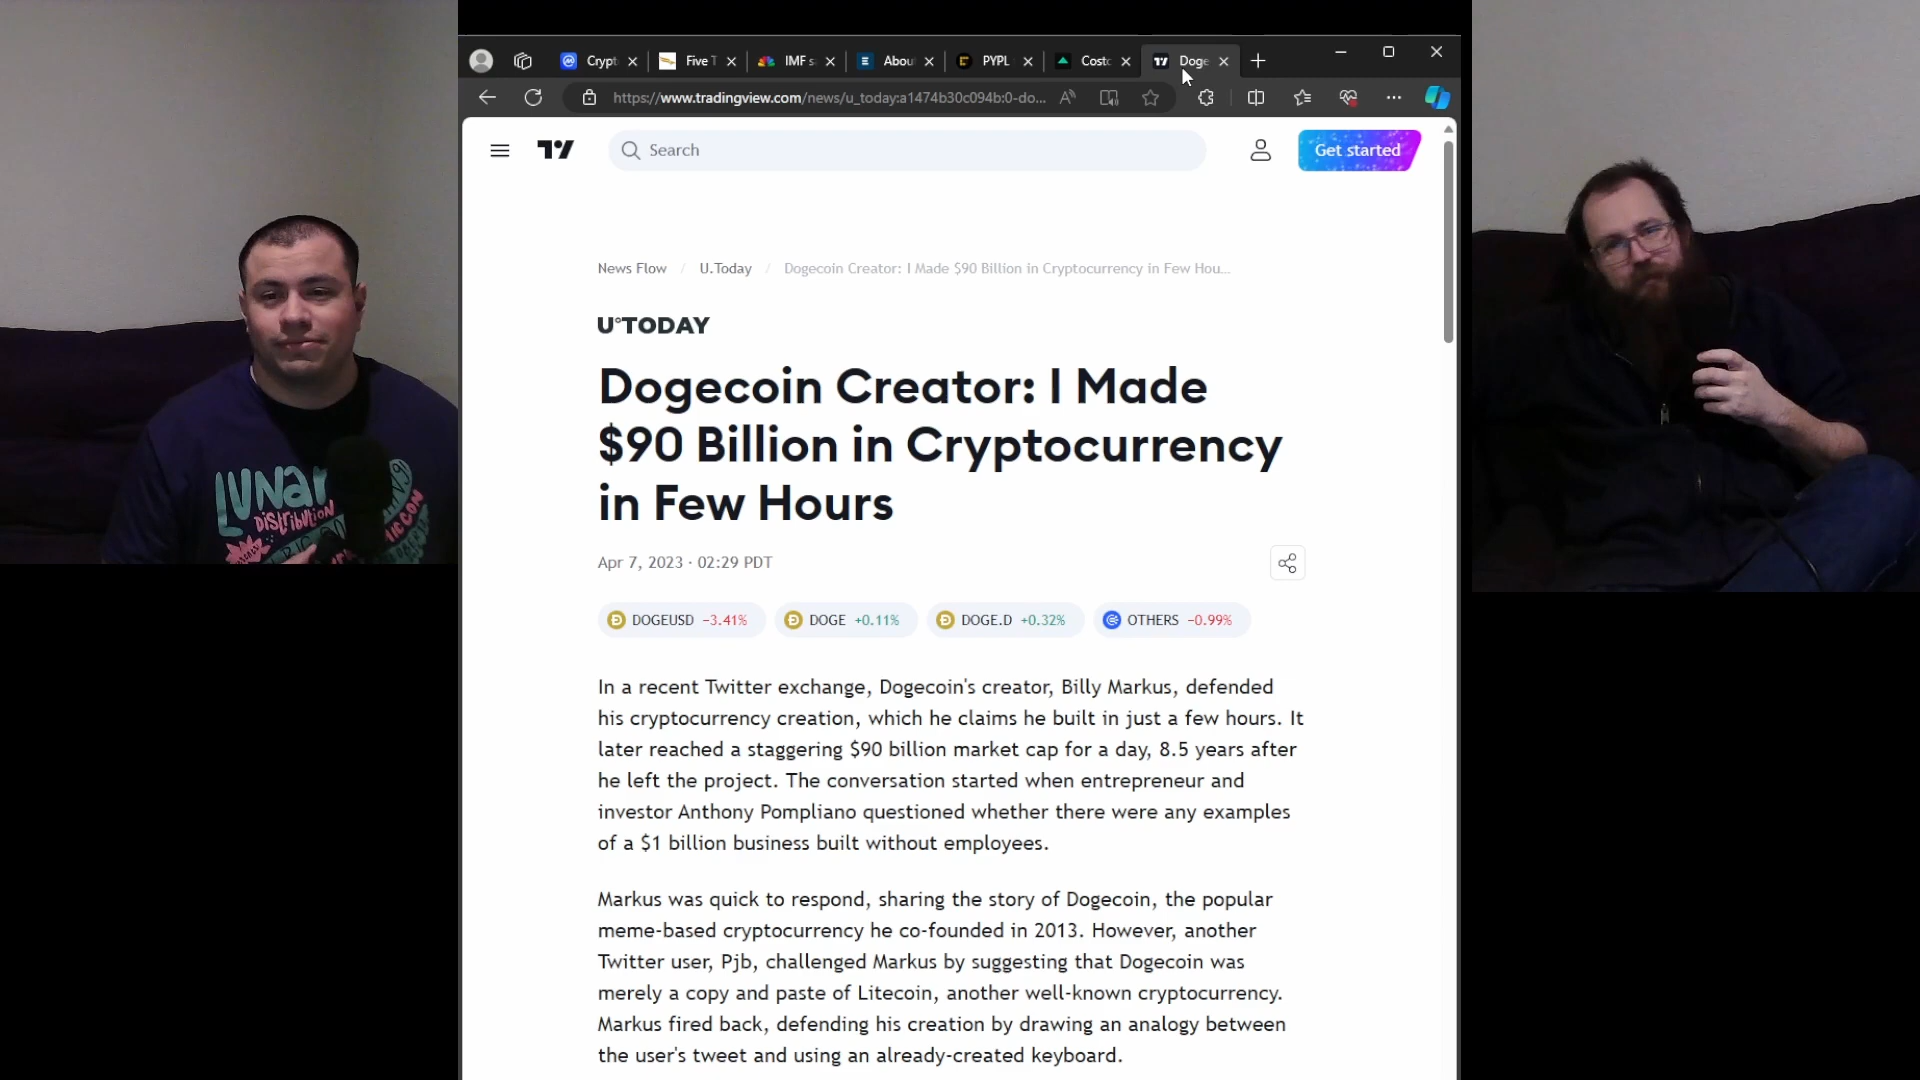 Crypt
Five T
IMF s
Abou
PYPL
Costc
Doge
https://www.tradingview.com/news/u_today:a1474b30c094b:0-do...
Search
Get started
News Flow / U.Today / Dogecoin Creator: I Made $90 Billion in Cryptocurrency in Few Hou...
U°TODAY
Dogecoin Creator: I Made
$90 Billion in Cryptocurrency
in Few Hours
Apr 7, 2023 · 02:29 PDT
DOGEUSD −3.41% DOGE +0.11% DOGE.D +0.32% OTHERS −0.99%
In a recent Twitter exchange, Dogecoin's creator, Billy Markus, defended
his cryptocurrency creation, which he claims he built in just a few hours. It
later reached a staggering $90 billion market cap for a day, 8.5 years after
he left the project. The conversation started when entrepreneur and
investor Anthony Pompliano questioned whether there were any examples
of a $1 billion business built without employees.
Markus was quick to respond, sharing the story of Dogecoin, the popular
meme-based cryptocurrency he co-founded in 2013. However, another
Twitter user, Pjb, challenged Markus by suggesting that Dogecoin was
merely a copy and paste of Litecoin, another well-known cryptocurrency.
Markus fired back, defending his creation by drawing an analogy between
the user's tweet and using an already-created keyboard.
LUNAR
DISTRIBUTION